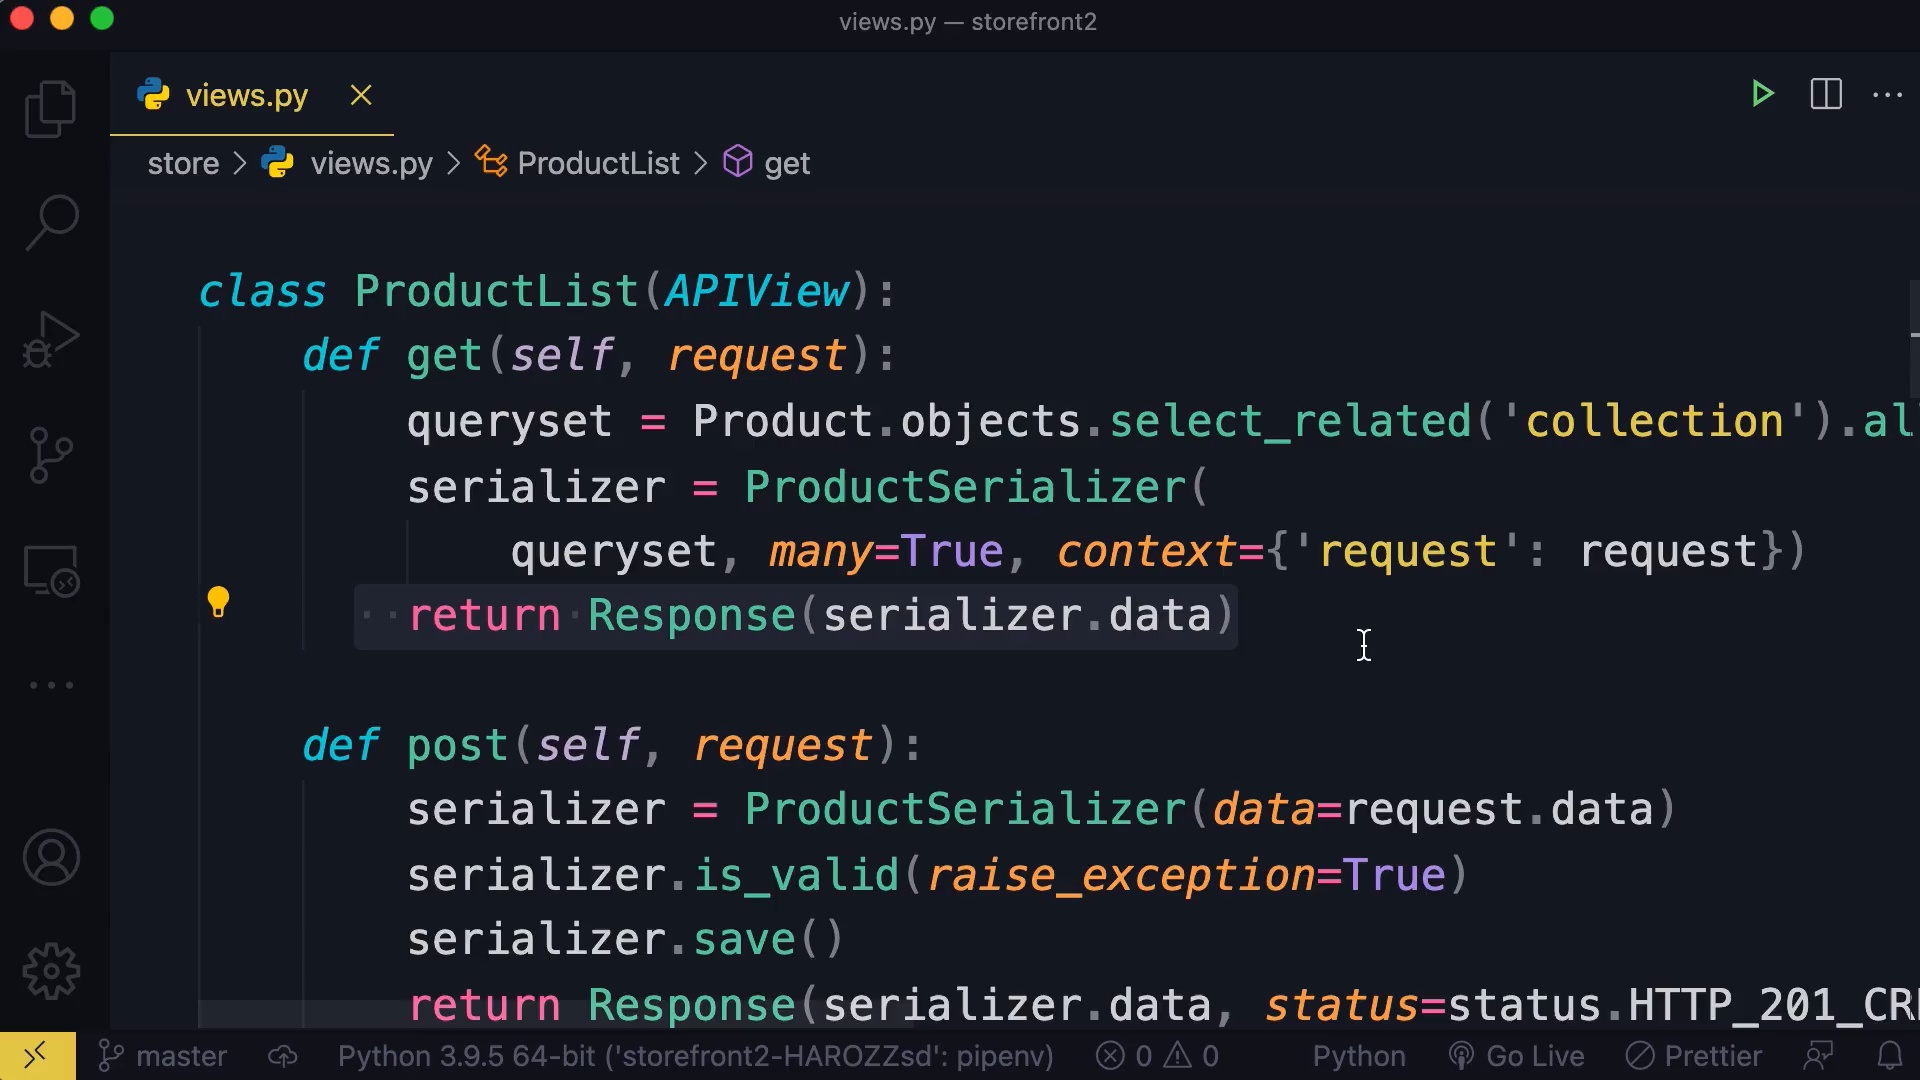 views.py — storefront2
views.py
store > views.py > ProductList > get
class ProductList(APIView):
def get(self, request):
queryset = Product.objects.select_related('collection').al
serializer = ProductSerializer(
queryset, many=True, context={'request': request})
return Response(serializer.data)
def post(self, request):
serializer = ProductSerializer(data=request.data)
serializer.is_valid(raise_exception=True)
serializer.save()
return Response(serializer.data, status=status.HTTP_201_CR
master Python 3.9.5 64-bit ('storefront2-HAROZZsd': pipenv) 0 0 Python Go Live Prettier